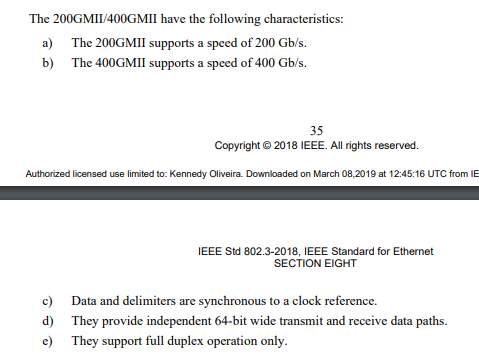 The 200GMII/400GMII have the following characteristics:
a) The 200GMII supports a speed of 200 Gb/s.
b) The 400GMII supports a speed of 400 Gb/s.
35
Copyright © 2018 IEEE. All rights reserved.
Authorized licensed use limited to: Kennedy Oliveira. Downloaded on March 08,2019 at 12:45:16 UTC from IE
IEEE Std 802.3-2018, IEEE Standard for Ethernet
SECTION EIGHT
c) Data and delimiters are synchronous to a clock reference.
d) They provide independent 64-bit wide transmit and receive data paths.
e) They support full duplex operation only.